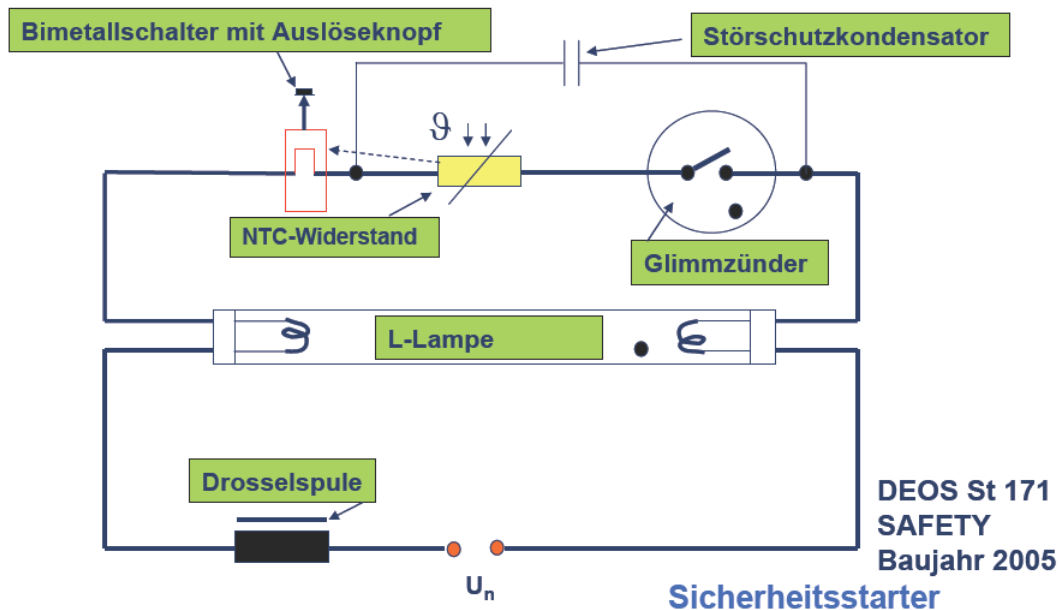 Bimetallschalter mit Auslöseknopf
Störschutzkondensator
ϑ
NTC-Widerstand
Glimmzünder
L-Lampe
Drosselspule
Un
DEOS St 171
SAFETY
Baujahr 2005
Sicherheitsstarter